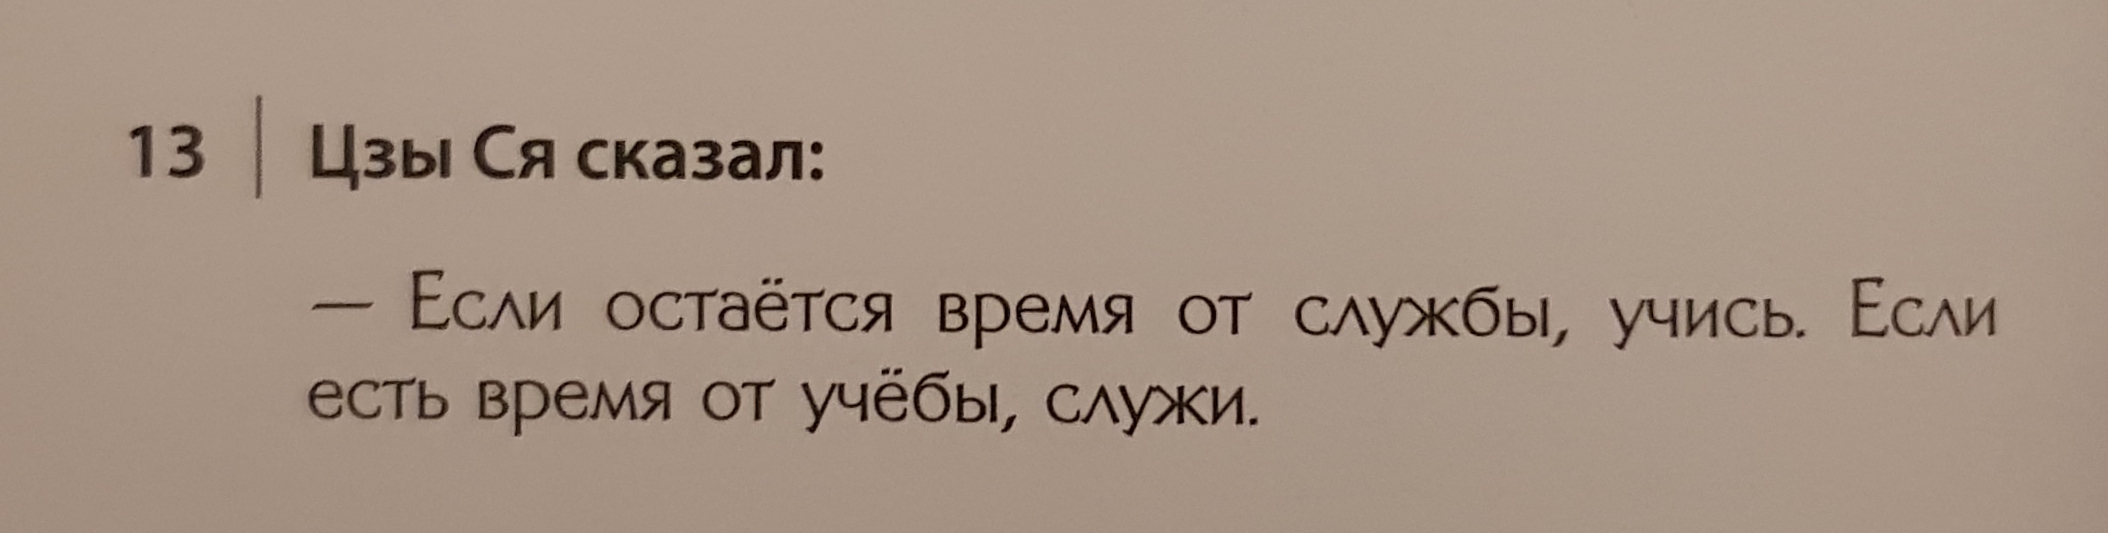 13 Цзы Ся сказал:
— Если остаётся время от службы, учись. Если
есть время от учёбы, служи.